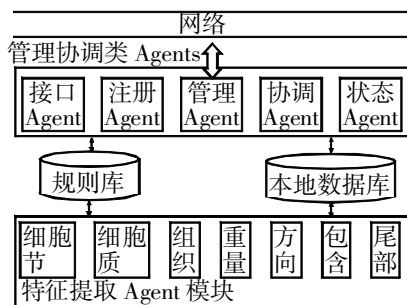 网络
管理协调类 Agents
接口 Agent
注册 Agent
管理 Agent
协调 Agent
状态 Agent
规则库
本地数据库
细胞节
细胞质
组织
重量
方向
包含
尾部
特征提取 Agent 模块